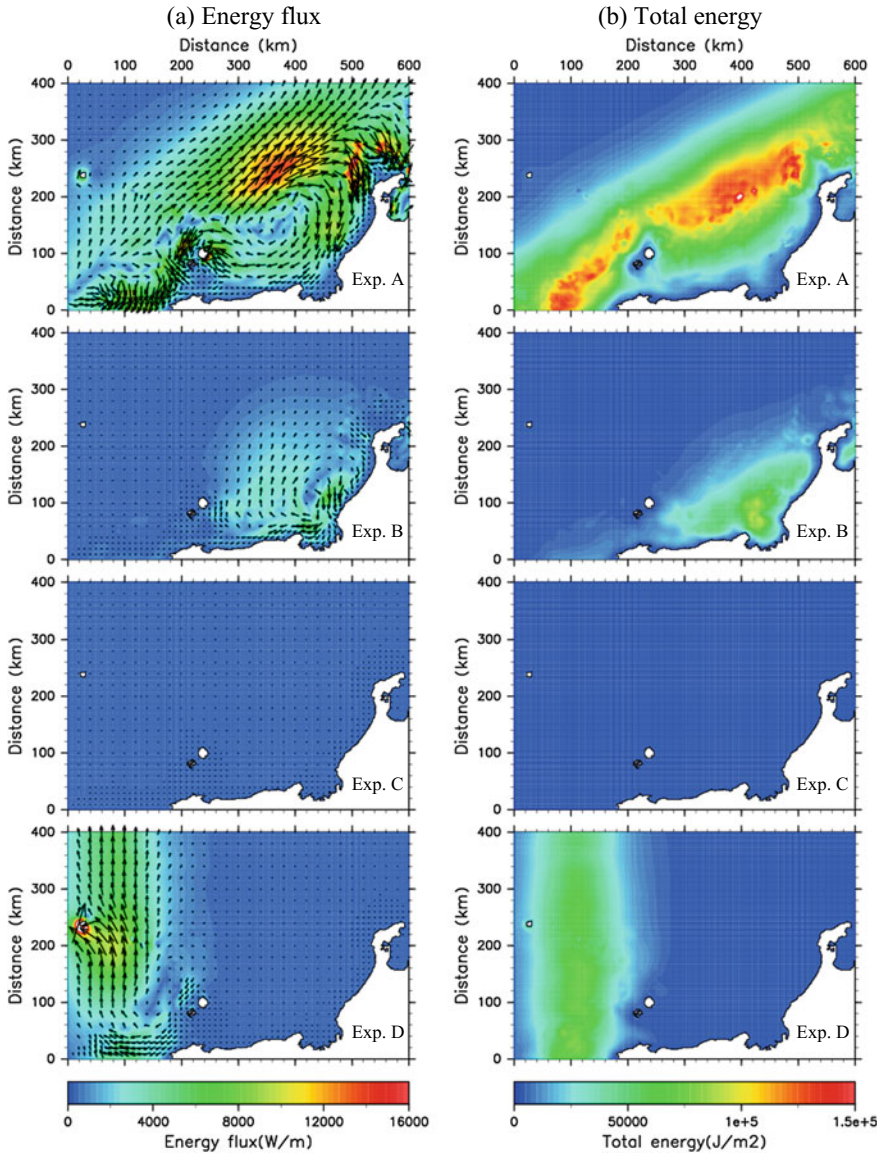 (a) Energy flux
(b) Total energy
Distance (km)
Distance (km)
0 100 200 300 400 500 600
0 100 200 300 400 500 600
400
300
200
100
0
Distance (km)
Exp. A
400
300
200
100
0
Distance (km)
Exp. A
400
300
200
100
0
Distance (km)
Exp. B
400
300
200
100
0
Distance (km)
Exp. B
400
300
200
100
0
Distance (km)
Exp. C
400
300
200
100
0
Distance (km)
Exp. C
400
300
200
100
0
Distance (km)
Exp. D
400
300
200
100
0
Distance (km)
Exp. D
0 4000 8000 12000 16000
Energy flux(W/m)
0 50000 1e+5 1.5e+5
Total energy(J/m2)